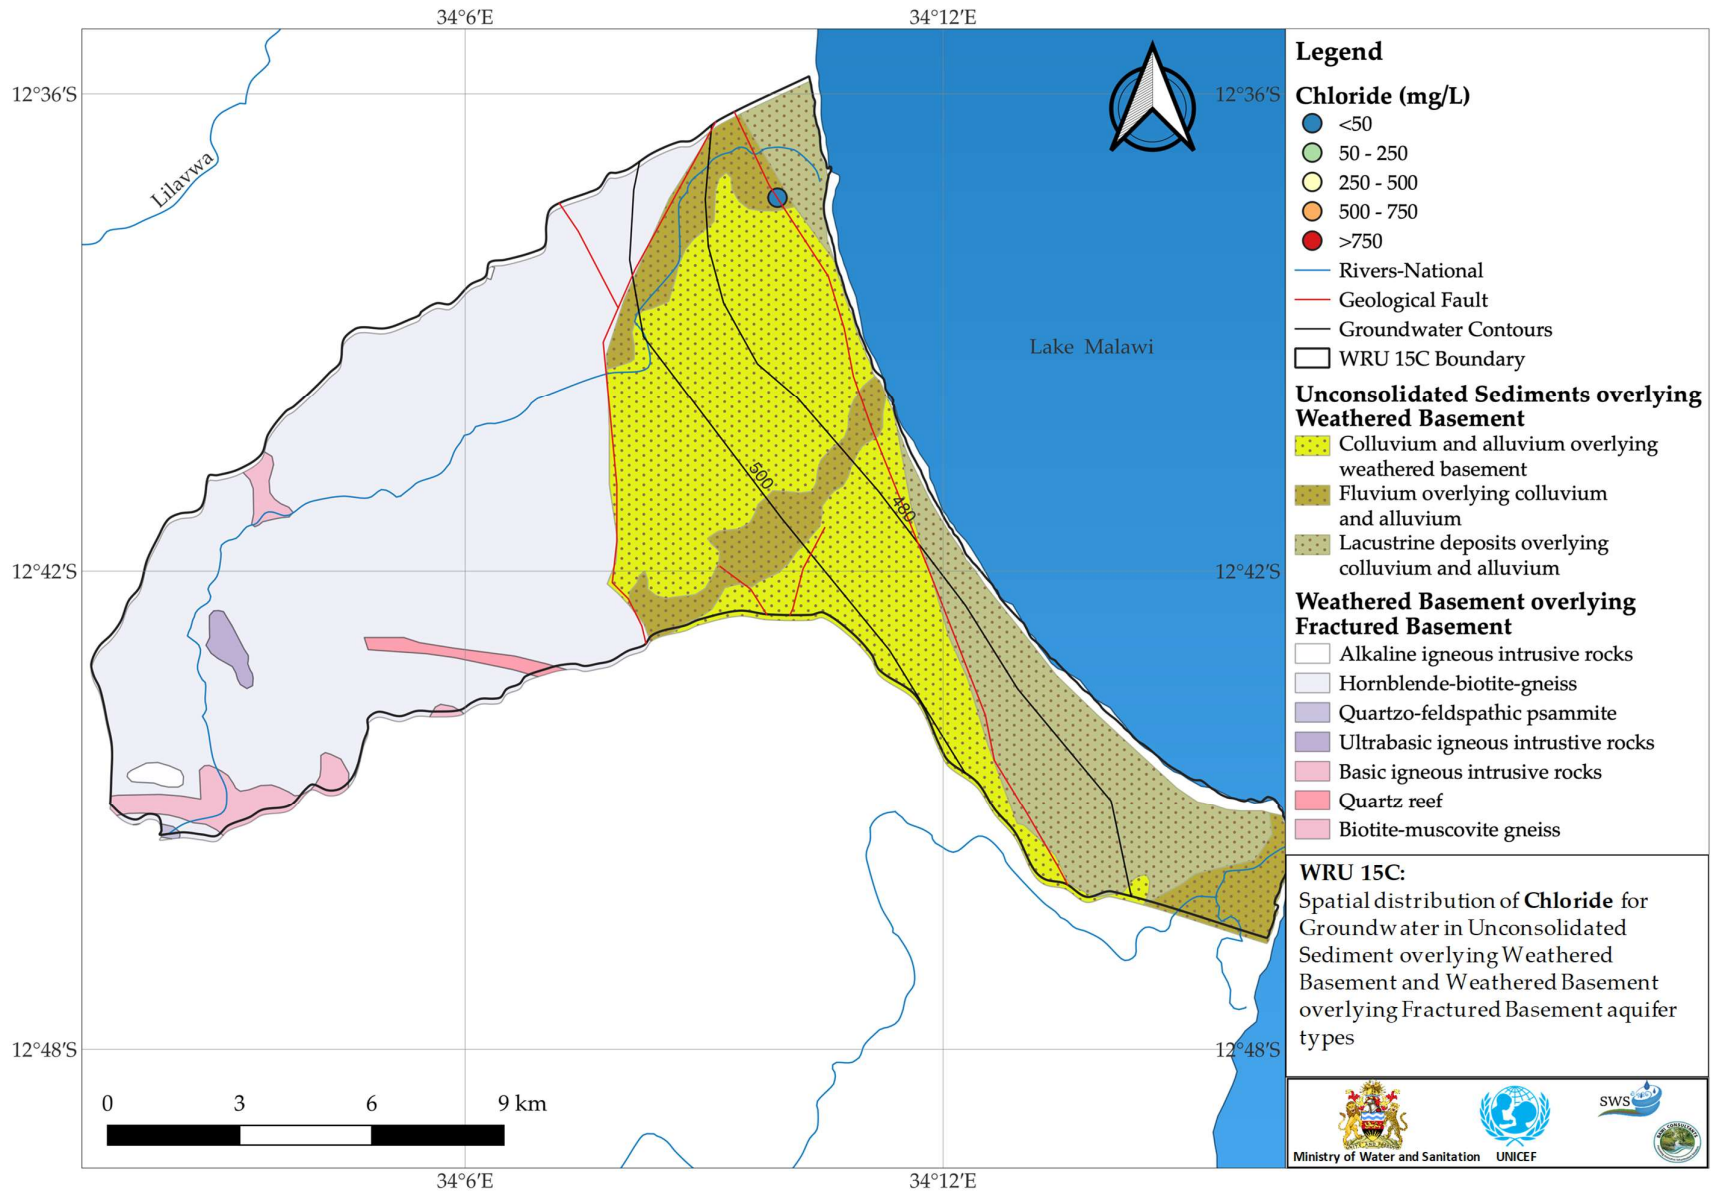 34°6′E
34°12′E
12°36′S
12°36′S
Lilavwa
Lake Malawi
500
480
12°42′S
12°42′S
12°48′S
12°48′S
0 3 6 9 km
34°6′E
34°12′E
Legend
Chloride (mg/L)
<50
50 - 250
250 - 500
500 - 750
>750
Rivers-National
Geological Fault
Groundwater Contours
WRU 15C Boundary
Unconsolidated Sediments overlying
Weathered Basement
Colluvium and alluvium overlying
weathered basement
Fluvium overlying colluvium
and alluvium
Lacustrine deposits overlying
colluvium and alluvium
Weathered Basement overlying
Fractured Basement
Alkaline igneous intrusive rocks
Hornblende-biotite-gneiss
Quartzo-feldspathic psammite
Ultrabasic igneous intrustive rocks
Basic igneous intrusive rocks
Quartz reef
Biotite-muscovite gneiss
WRU 15C:
Spatial distribution of Chloride for
Groundwater in Unconsolidated
Sediment overlying Weathered
Basement and Weathered Basement
overlying Fractured Basement aquifer
types
Ministry of Water and Sanitation
UNICEF
SWS